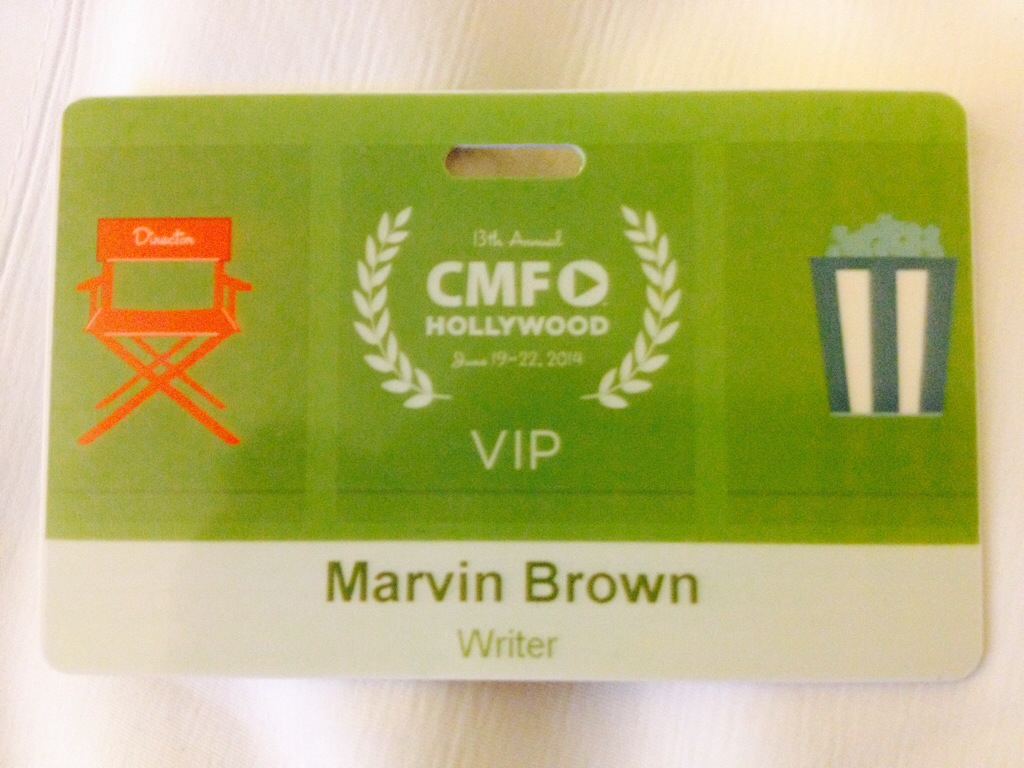 Director
13th Annual
CMF
HOLLYWOOD
June 19-22, 2014
VIP
Marvin Brown
Writer